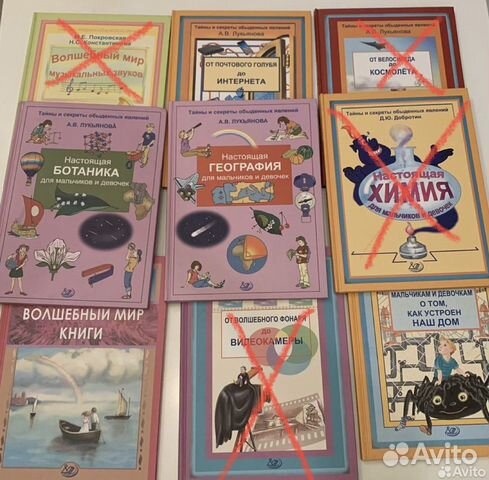 И.Е. Покровская
Н.С. Константинова
Волшебный мир
музыкальных звуков
Тайны и секреты обыденных явлений
А.В. Лукьянова
ОТ ПОЧТОВОГО ГОЛУБЯ
до
ИНТЕРНЕТА
Тайны и секреты обыденных явлений
А.В. Лукьянова
ОТ ВЕЛОСИПЕДА
до
КОСМОЛЁТА
Тайны и секреты обыденных явлений
А.В. ЛУКЬЯНОВА
Настоящая
БОТАНИКА
для мальчиков и девочек
Тайны и секреты обыденных явлений
А.В. ЛУКЬЯНОВА
Настоящая
ГЕОГРАФИЯ
для мальчиков и девочек
1
Тайны и секреты обыденных явлений
Д.Ю. Добротин
Настоящая
ХИМИЯ
для мальчиков и девочек
ВОЛШЕБНЫЙ МИР
КНИГИ
ОТ ВОЛШЕБНОГО ФОНАРЯ
до
ВИДЕОКАМЕРЫ
МАЛЬЧИКАМ И ДЕВОЧКАМ
О ТОМ,
КАК УСТРОЕН
НАШ ДОМ
Avito
Avito